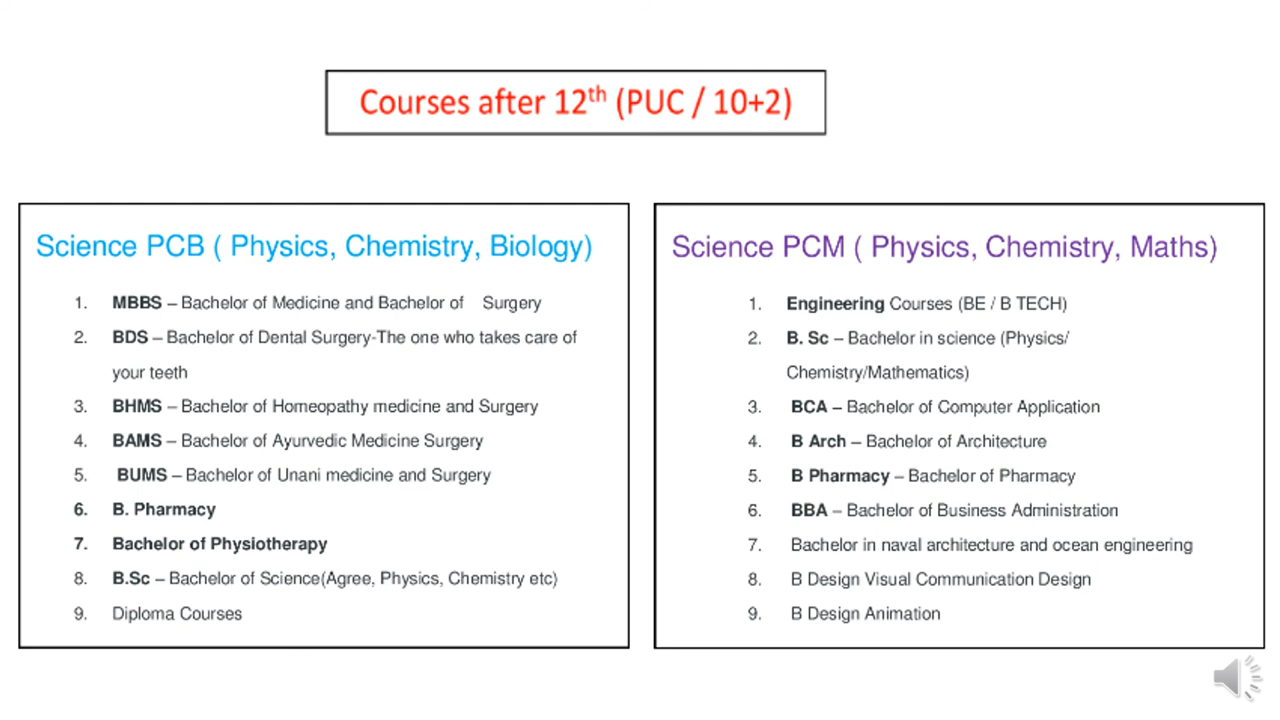 Courses after 12th (PUC / 10+2)
Science PCB ( Physics, Chemistry, Biology)
1. MBBS – Bachelor of Medicine and Bachelor of Surgery
2. BDS – Bachelor of Dental Surgery-The one who takes care of
your teeth
3. BHMS – Bachelor of Homeopathy medicine and Surgery
4. BAMS – Bachelor of Ayurvedic Medicine Surgery
5. BUMS – Bachelor of Unani medicine and Surgery
6. B. Pharmacy
7. Bachelor of Physiotherapy
8. B.Sc – Bachelor of Science(Agree, Physics, Chemistry etc)
9. Diploma Courses
Science PCM ( Physics, Chemistry, Maths)
1. Engineering Courses (BE / B TECH)
2. B. Sc – Bachelor in science (Physics/
Chemistry/Mathematics)
3. BCA – Bachelor of Computer Application
4. B Arch – Bachelor of Architecture
5. B Pharmacy – Bachelor of Pharmacy
6. BBA – Bachelor of Business Administration
7. Bachelor in naval architecture and ocean engineering
8. B Design Visual Communication Design
9. B Design Animation